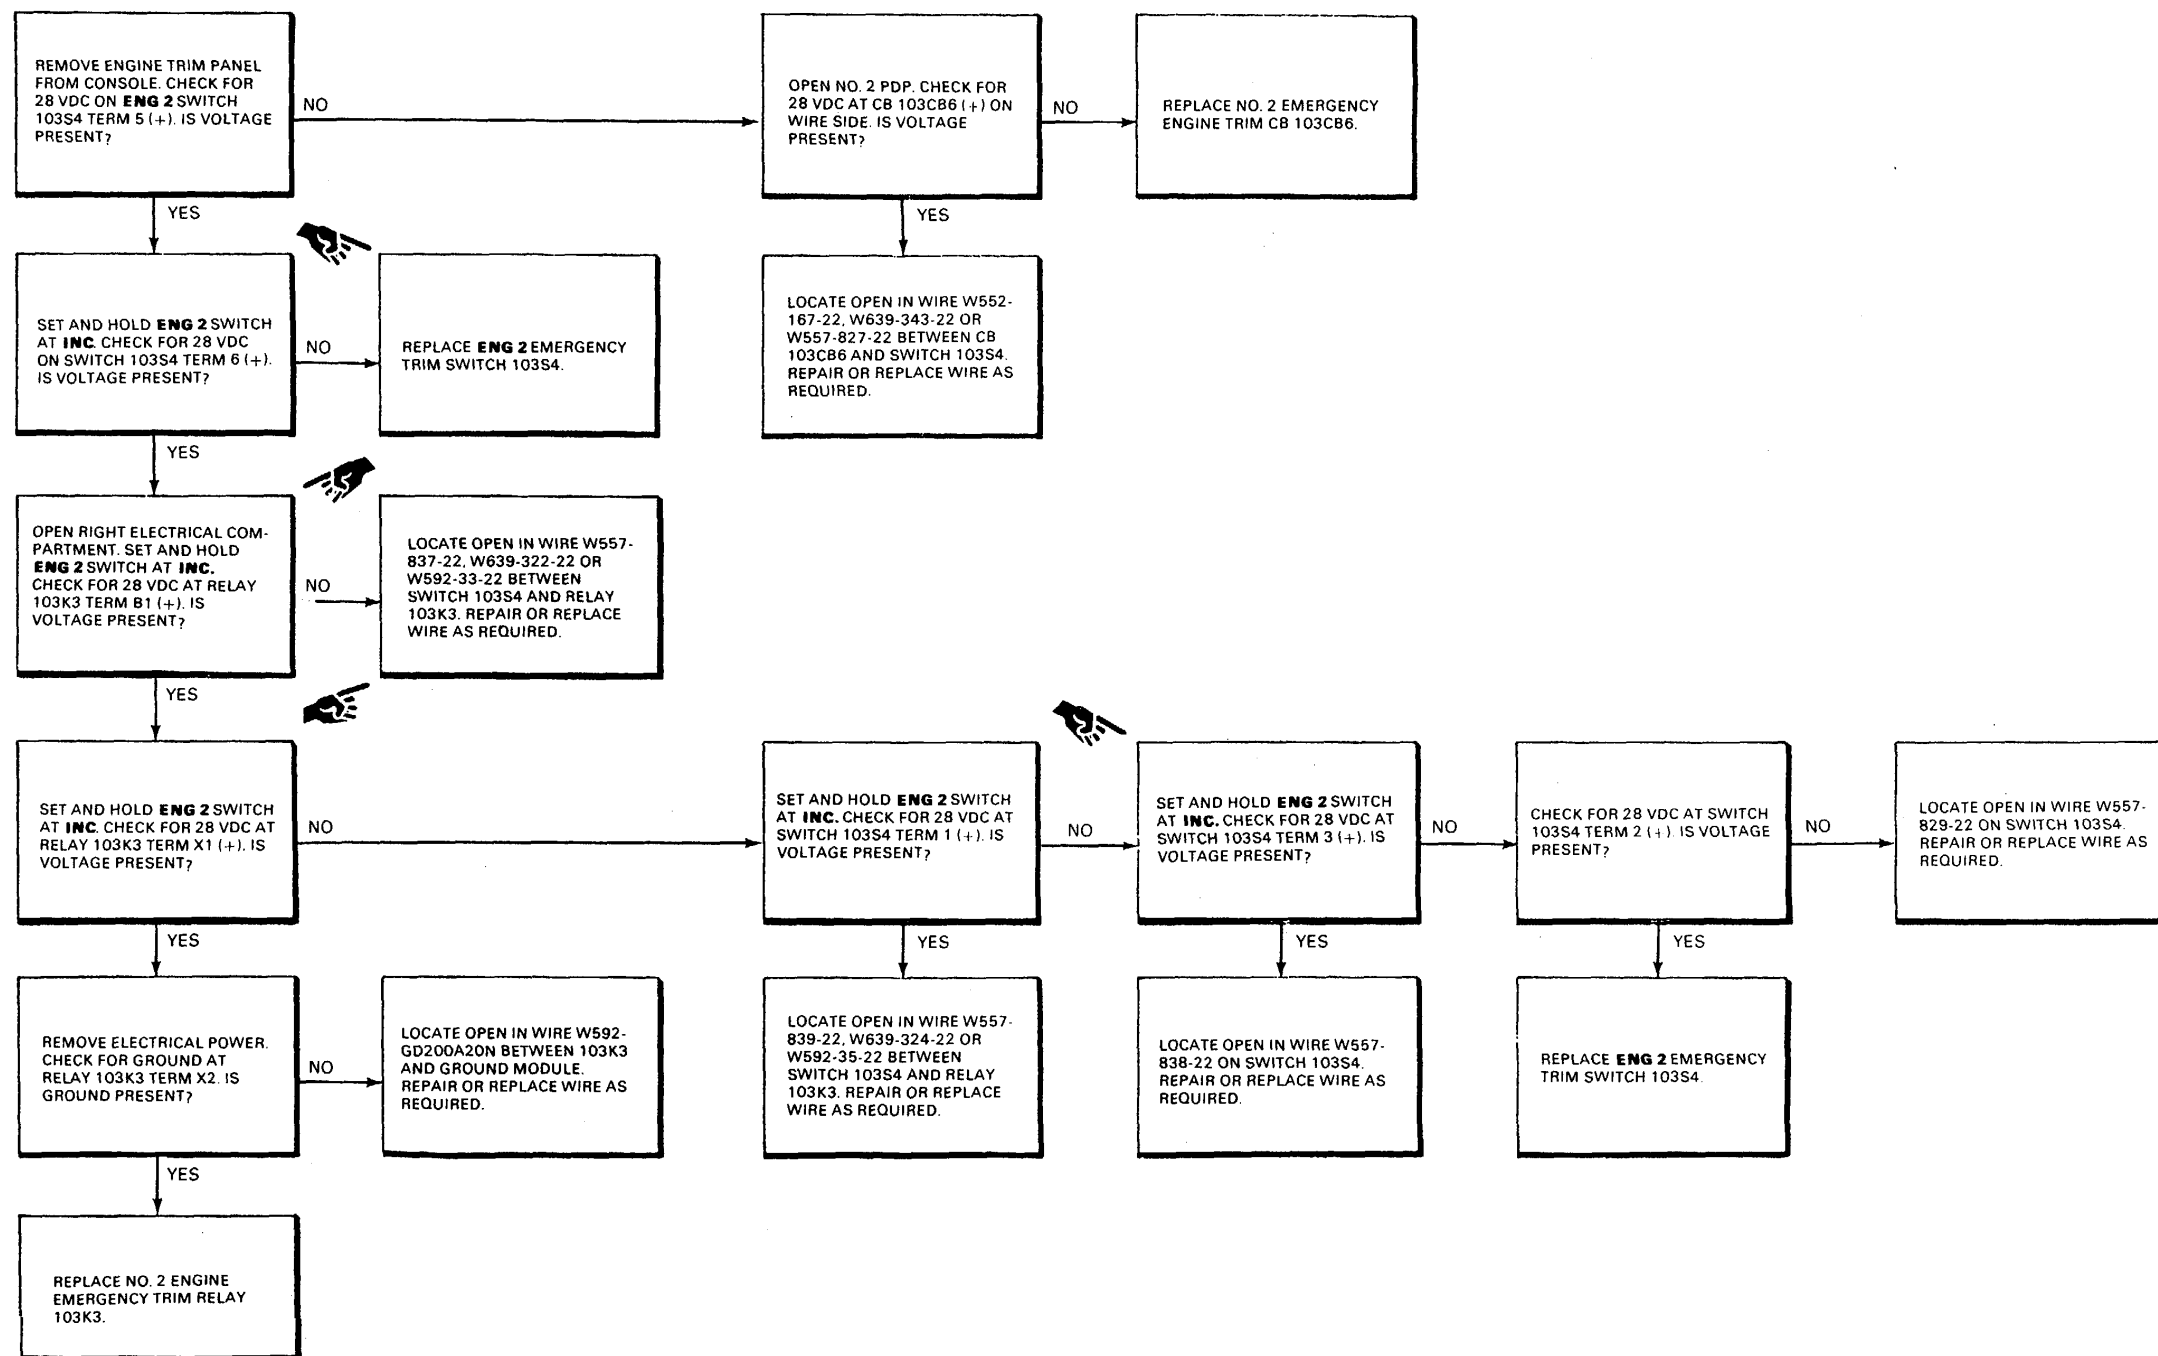 REMOVE ENGINE TRIM PANEL
FROM CONSOLE. CHECK FOR
28 VDC ON ENG 2 SWITCH
103S4 TERM 5 (+). IS VOLTAGE
PRESENT?
NO
OPEN NO. 2 PDP. CHECK FOR
28 VDC AT CB 103CB6 (+) ON
WIRE SIDE. IS VOLTAGE
PRESENT?
NO
REPLACE NO. 2 EMERGENCY
ENGINE TRIM CB 103CB6.
YES
YES
SET AND HOLD ENG 2 SWITCH
AT INC. CHECK FOR 28 VDC
ON SWITCH 103S4 TERM 6 (+).
IS VOLTAGE PRESENT?
NO
REPLACE ENG 2 EMERGENCY
TRIM SWITCH 103S4.
LOCATE OPEN IN WIRE W552-
167-22, W639-343-22 OR
W557-827-22 BETWEEN CB
103CB6 AND SWITCH 103S4.
REPAIR OR REPLACE WIRE AS
REQUIRED.
YES
OPEN RIGHT ELECTRICAL COM-
PARTMENT. SET AND HOLD
ENG 2 SWITCH AT INC.
CHECK FOR 28 VDC AT RELAY
103K3 TERM B1 (+). IS
VOLTAGE PRESENT?
NO
LOCATE OPEN IN WIRE W557-
837-22, W639-322-22 OR
W592-33-22 BETWEEN
SWITCH 103S4 AND RELAY
103K3. REPAIR OR REPLACE
WIRE AS REQUIRED.
YES
SET AND HOLD ENG 2 SWITCH
AT INC. CHECK FOR 28 VDC AT
RELAY 103K3 TERM X1 (+). IS
VOLTAGE PRESENT?
NO
SET AND HOLD ENG 2 SWITCH
AT INC. CHECK FOR 28 VDC AT
SWITCH 103S4 TERM 1 (+). IS
VOLTAGE PRESENT?
NO
SET AND HOLD ENG 2 SWITCH
AT INC. CHECK FOR 28 VDC AT
SWITCH 103S4 TERM 3 (+). IS
VOLTAGE PRESENT?
NO
CHECK FOR 28 VDC AT SWITCH
103S4 TERM 2 (+). IS VOLTAGE
PRESENT?
NO
LOCATE OPEN IN WIRE W557-
829-22 ON SWITCH 103S4.
REPAIR OR REPLACE WIRE AS
REQUIRED.
YES
YES
YES
YES
REMOVE ELECTRICAL POWER.
CHECK FOR GROUND AT
RELAY 103K3 TERM X2. IS
GROUND PRESENT?
NO
LOCATE OPEN IN WIRE W592-
GD200A20N BETWEEN 103K3
AND GROUND MODULE.
REPAIR OR REPLACE WIRE AS
REQUIRED.
LOCATE OPEN IN WIRE W557-
839-22, W639-324-22 OR
W592-35-22 BETWEEN
SWITCH 103S4 AND RELAY
103K3. REPAIR OR REPLACE
WIRE AS REQUIRED.
LOCATE OPEN IN WIRE W557-
838-22 ON SWITCH 103S4.
REPAIR OR REPLACE WIRE AS
REQUIRED.
REPLACE ENG 2 EMERGENCY
TRIM SWITCH 103S4.
YES
REPLACE NO. 2 ENGINE
EMERGENCY TRIM RELAY
103K3.